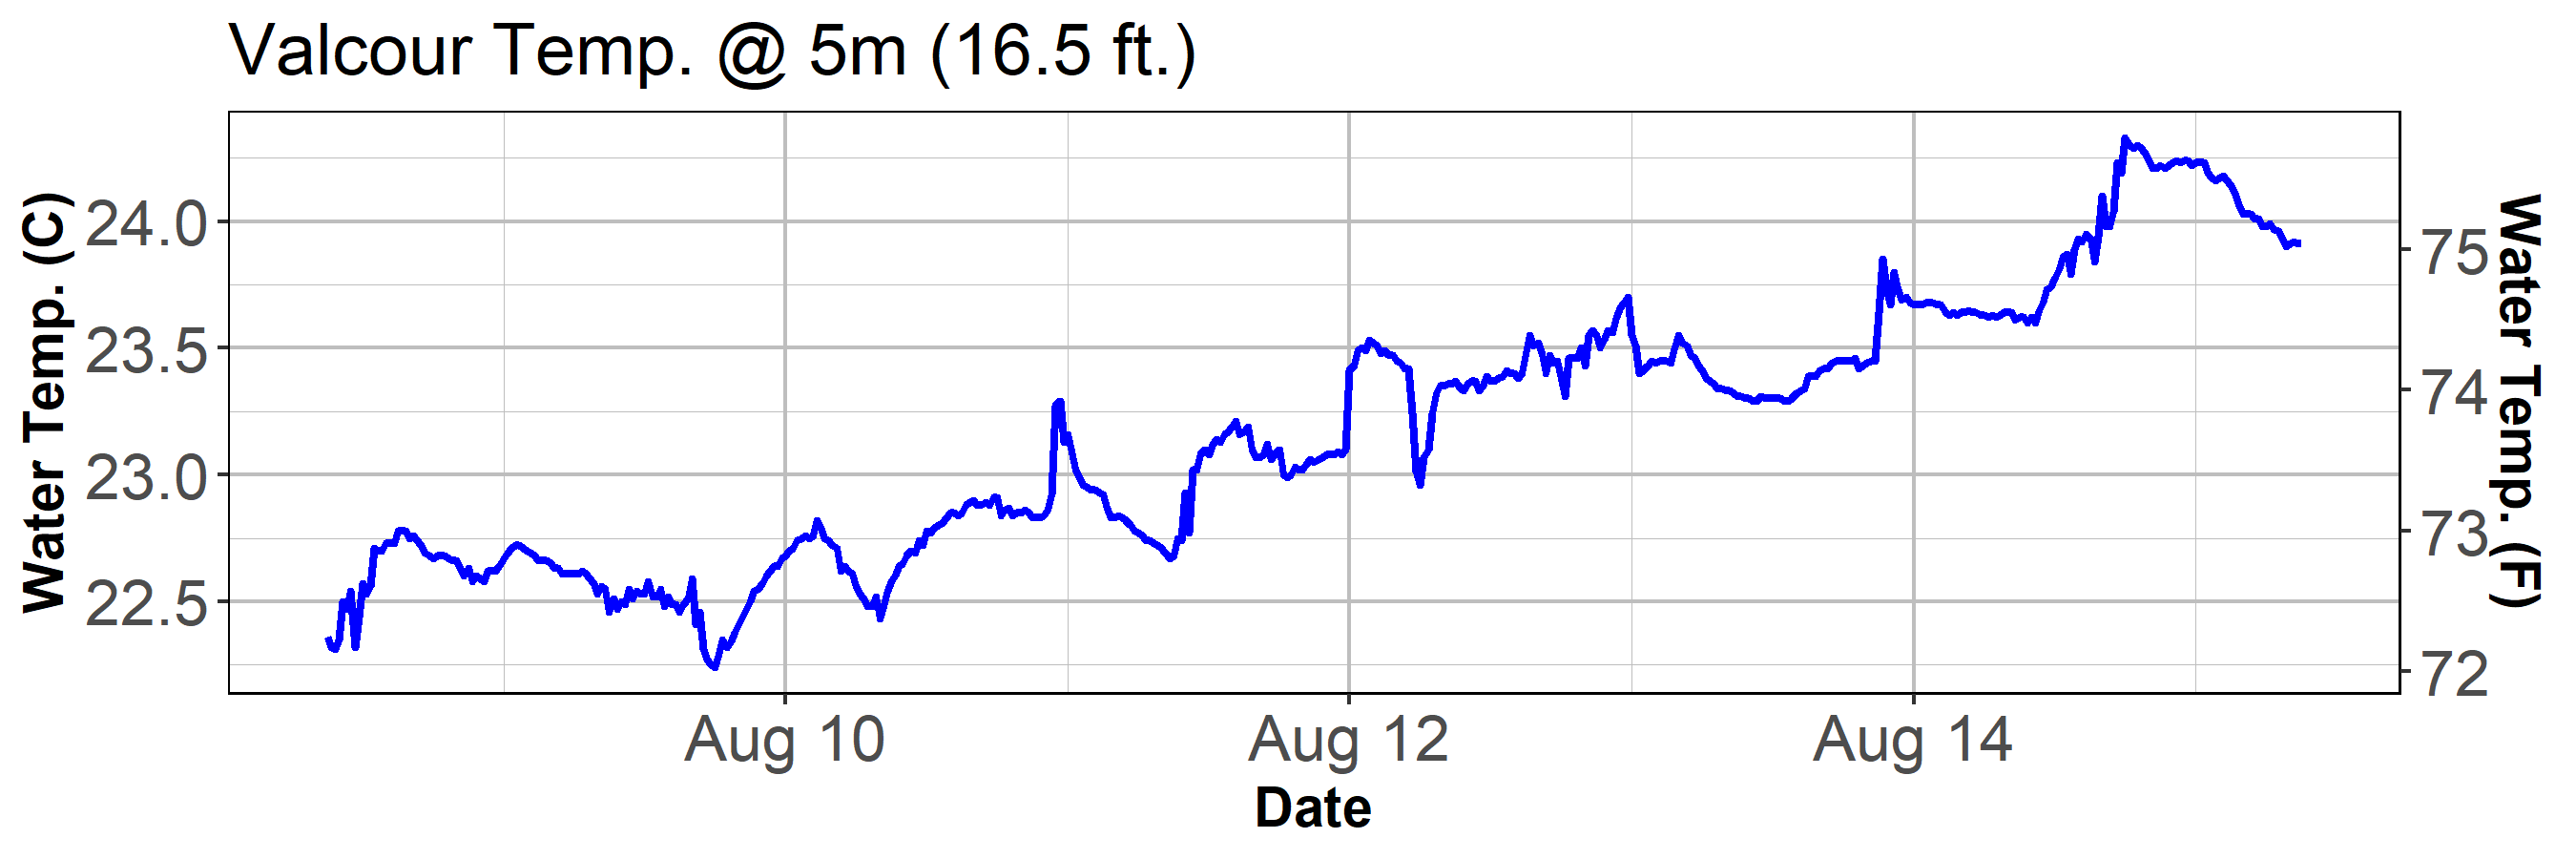 Valcour Temp. @ 5m (16.5 ft.)
Water Temp. (C)
24.0
23.5
23.0
22.5
75
74
73
72
Water Temp. (F)
Aug 10 Aug 12 Aug 14
Date